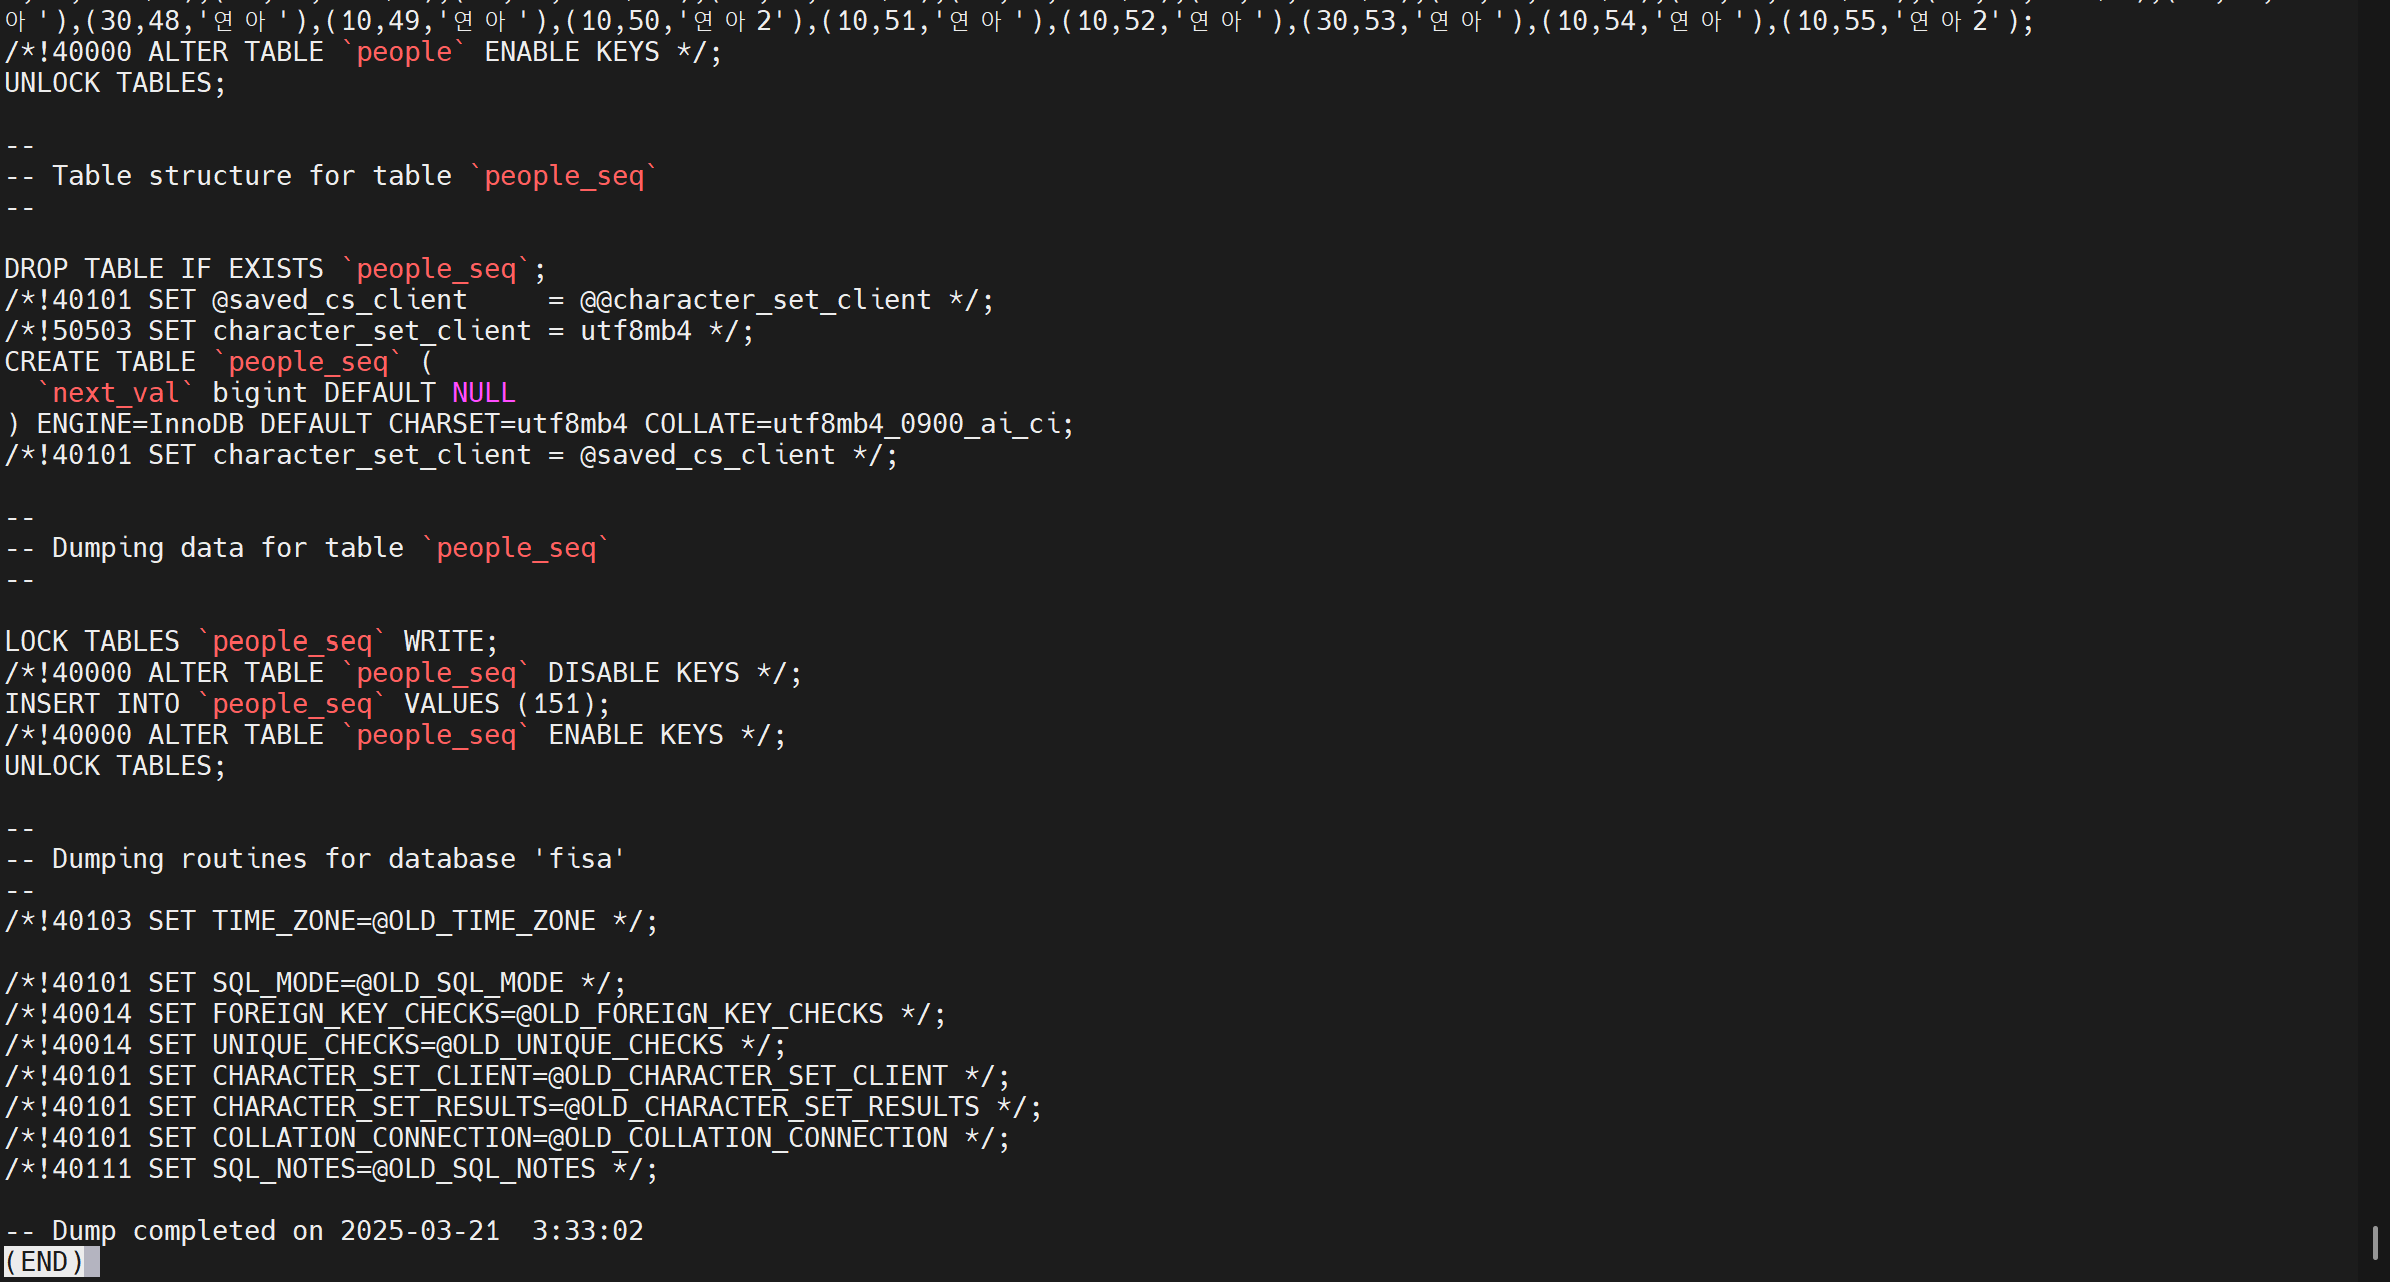 아'),(30,48,'연아'),(10,49,'연아'),(10,50,'연아2'),(10,51,'연아'),(10,52,'연아'),(30,53,'연아'),(10,54,'연아'),(10,55,'연아2');
/*!40000 ALTER TABLE `people` ENABLE KEYS */;
UNLOCK TABLES;
--
-- Table structure for table `people_seq`
--
DROP TABLE IF EXISTS `people_seq`;
/*!40101 SET @saved_cs_client     = @@character_set_client */;
/*!50503 SET character_set_client = utf8mb4 */;
CREATE TABLE `people_seq` (
  `next_val` bigint DEFAULT NULL
) ENGINE=InnoDB DEFAULT CHARSET=utf8mb4 COLLATE=utf8mb4_0900_ai_ci;
/*!40101 SET character_set_client = @saved_cs_client */;
--
-- Dumping data for table `people_seq`
--
LOCK TABLES `people_seq` WRITE;
/*!40000 ALTER TABLE `people_seq` DISABLE KEYS */;
INSERT INTO `people_seq` VALUES (151);
/*!40000 ALTER TABLE `people_seq` ENABLE KEYS */;
UNLOCK TABLES;
--
-- Dumping routines for database 'fisa'
--
/*!40103 SET TIME_ZONE=@OLD_TIME_ZONE */;
/*!40101 SET SQL_MODE=@OLD_SQL_MODE */;
/*!40014 SET FOREIGN_KEY_CHECKS=@OLD_FOREIGN_KEY_CHECKS */;
/*!40014 SET UNIQUE_CHECKS=@OLD_UNIQUE_CHECKS */;
/*!40101 SET CHARACTER_SET_CLIENT=@OLD_CHARACTER_SET_CLIENT */;
/*!40101 SET CHARACTER_SET_RESULTS=@OLD_CHARACTER_SET_RESULTS */;
/*!40101 SET COLLATION_CONNECTION=@OLD_COLLATION_CONNECTION */;
/*!40111 SET SQL_NOTES=@OLD_SQL_NOTES */;
-- Dump completed on 2025-03-21  3:33:02
(END)